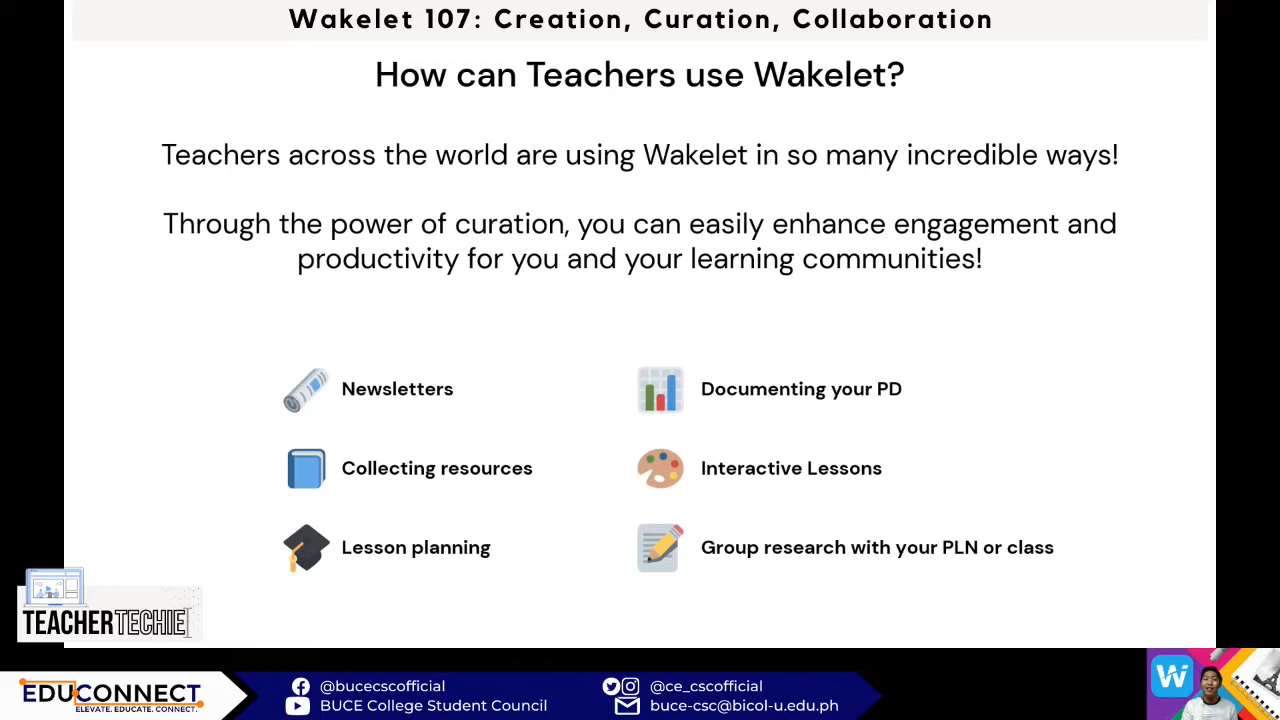 Wakelet 107: Creation, Curation, Collaboration
How can Teachers use Wakelet?
Teachers across the world are using Wakelet in so many incredible ways!
Through the power of curation, you can easily enhance engagement and
productivity for you and your learning communities!
Newsletters
Documenting your PD
Collecting resources
Interactive Lessons
Lesson planning
Group research with your PLN or class
TEACHERTECHIE
EDUCONNECT
ELEVATE. EDUCATE. CONNECT.
@bucecscofficial
BUCE College Student Council
@ce_cscofficial
buce-csc@bicol-u.edu.ph
W